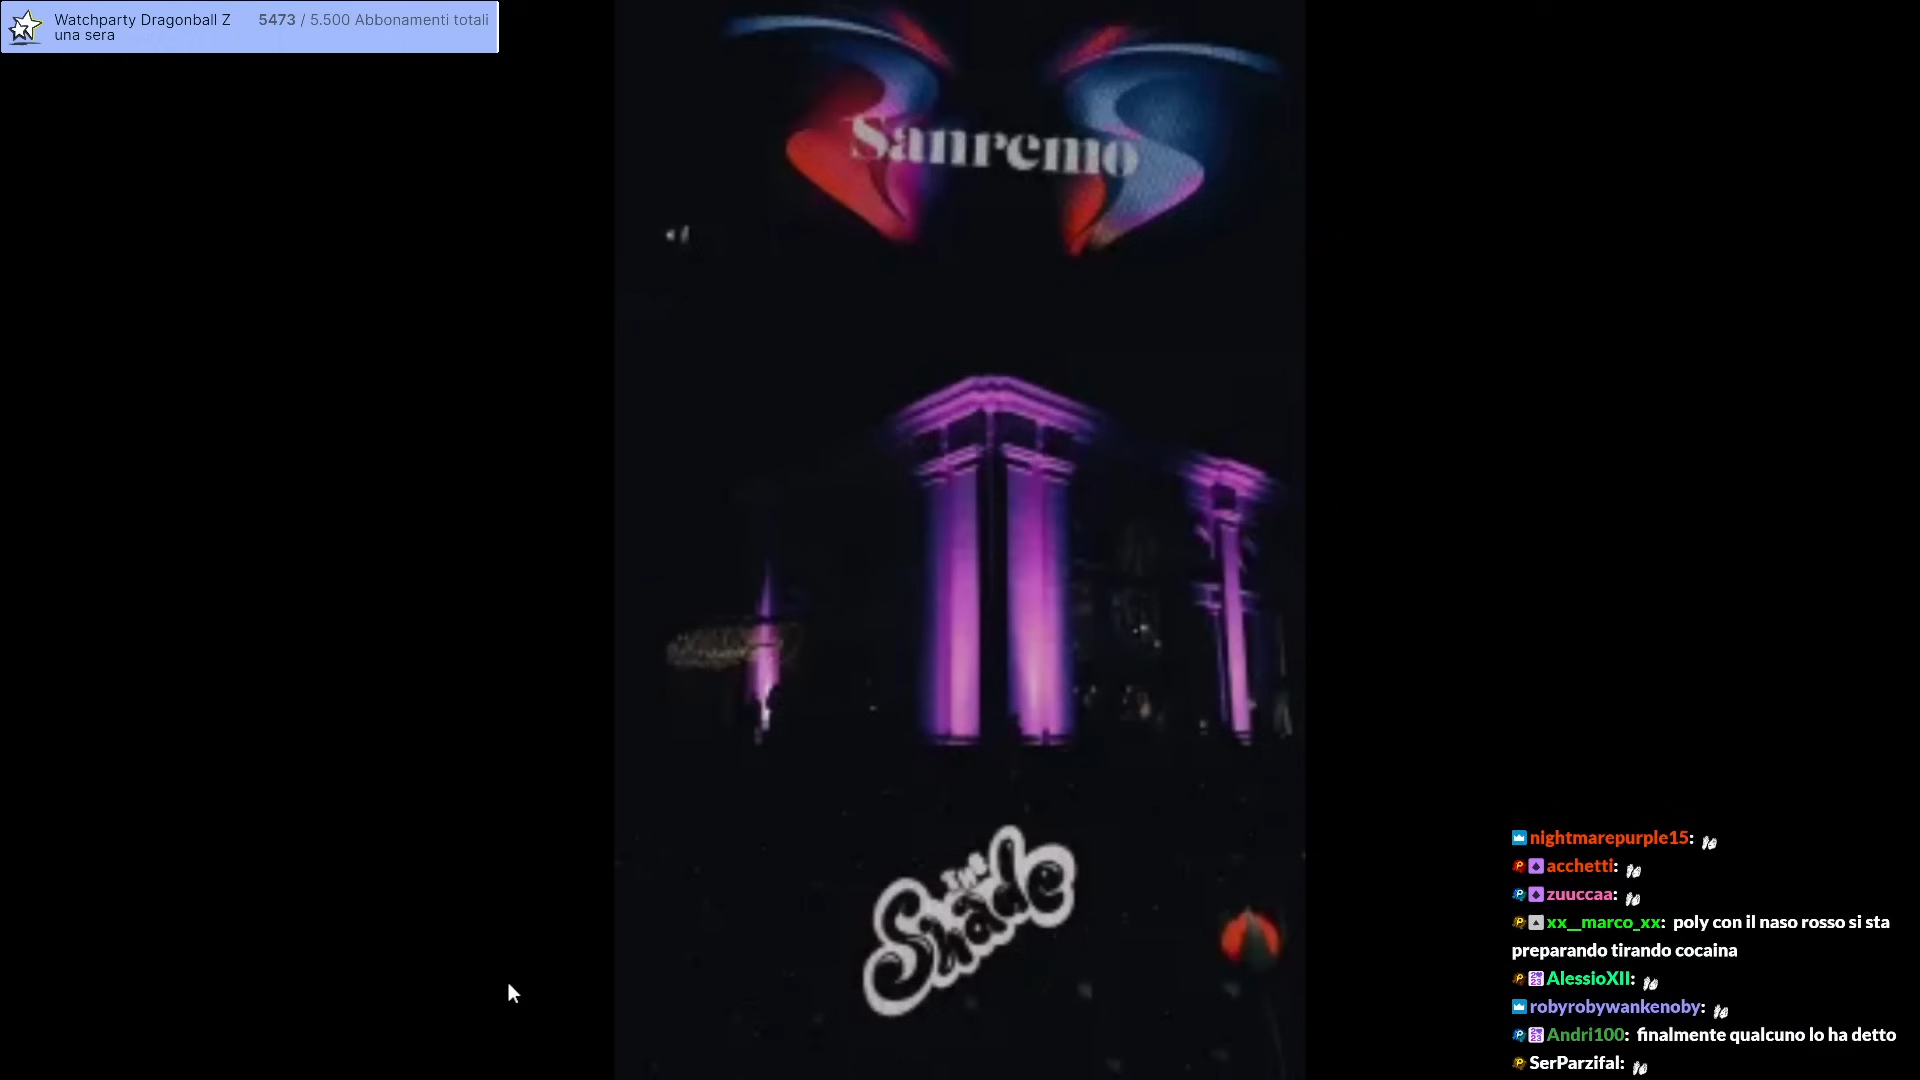 Watchparty Dragonball Z
una sera
5473 / 5.500 Abbonamenti totali
Sanremo
THE
Shade
nightmarepurple15:
acchetti:
zuuccaa:
xx__marco_xx: poly con il naso rosso si sta
preparando tirando cocaina
AlessioXII:
robyrobywankenoby:
Andri100: finalmente qualcuno lo ha detto
SerParzifal: